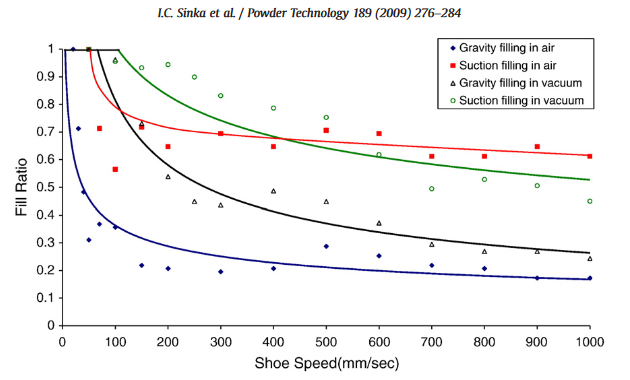 I.C. Sinka et al. / Powder Technology 189 (2009) 276–284
Gravity filling in air
Suction filling in air
Gravity filling in vacuum
Suction filling in vacuum
Fill Ratio
1
0.9
0.8
0.7
0.6
0.5
0.4
0.3
0.2
0.1
0
0 100 200 300 400 500 600 700 800 900 1000
Shoe Speed(mm/sec)